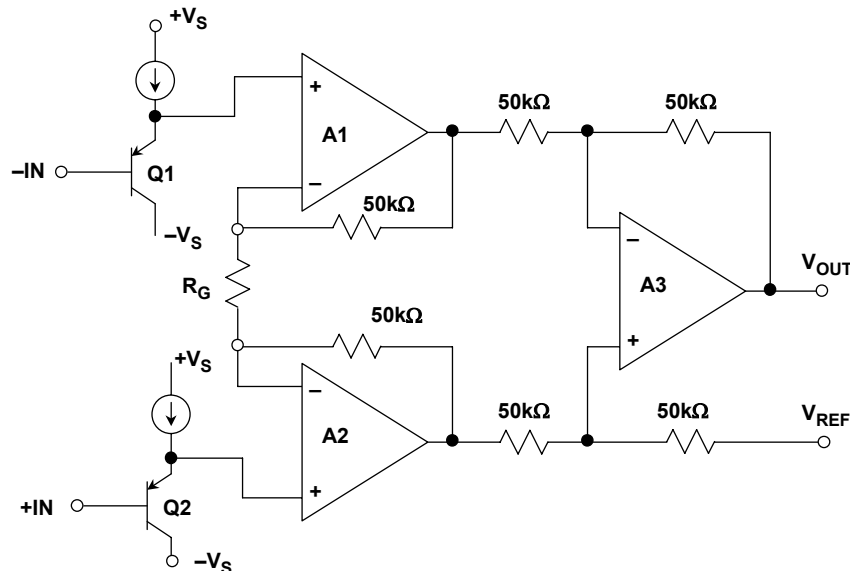 +VS
A1
+
–
–IN
Q1
–VS
50kΩ
50kΩ
50kΩ
RG
50kΩ
A3
–
+
VOUT
+VS
A2
–
+
50kΩ
50kΩ
VREF
+IN
Q2
–VS